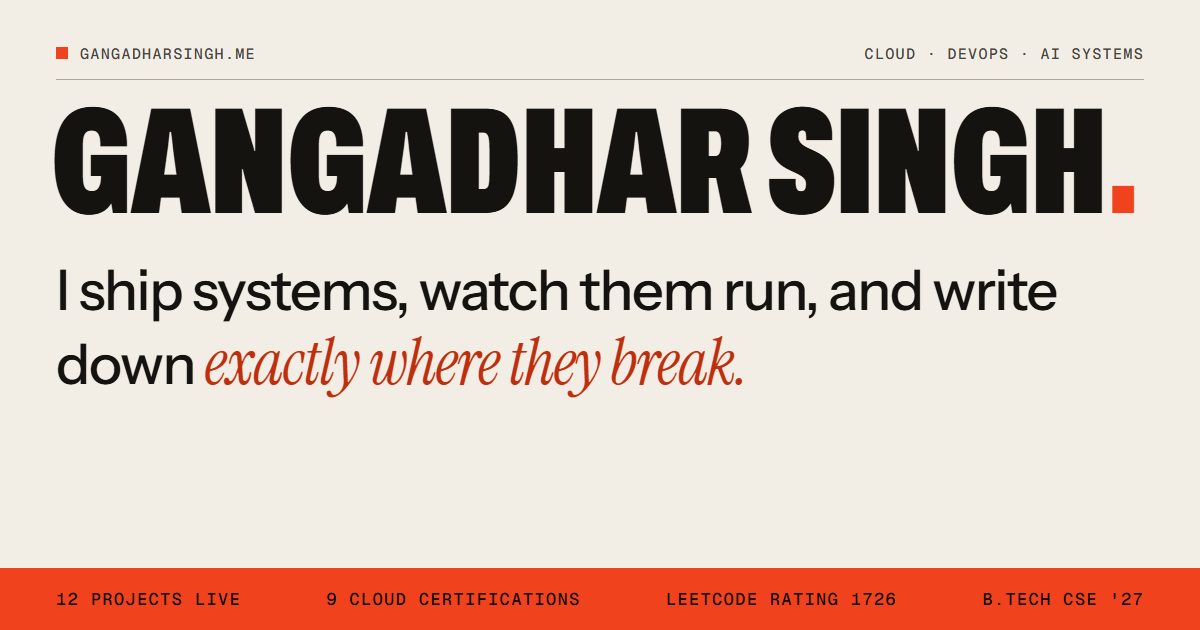 GANGADHARSINGH.ME
CLOUD · DEVOPS · AI SYSTEMS
GANGADHAR SINGH.
I ship systems, watch them run, and write
down exactly where they break.
12 PROJECTS LIVE
9 CLOUD CERTIFICATIONS
LEETCODE RATING 1726
B.TECH CSE '27